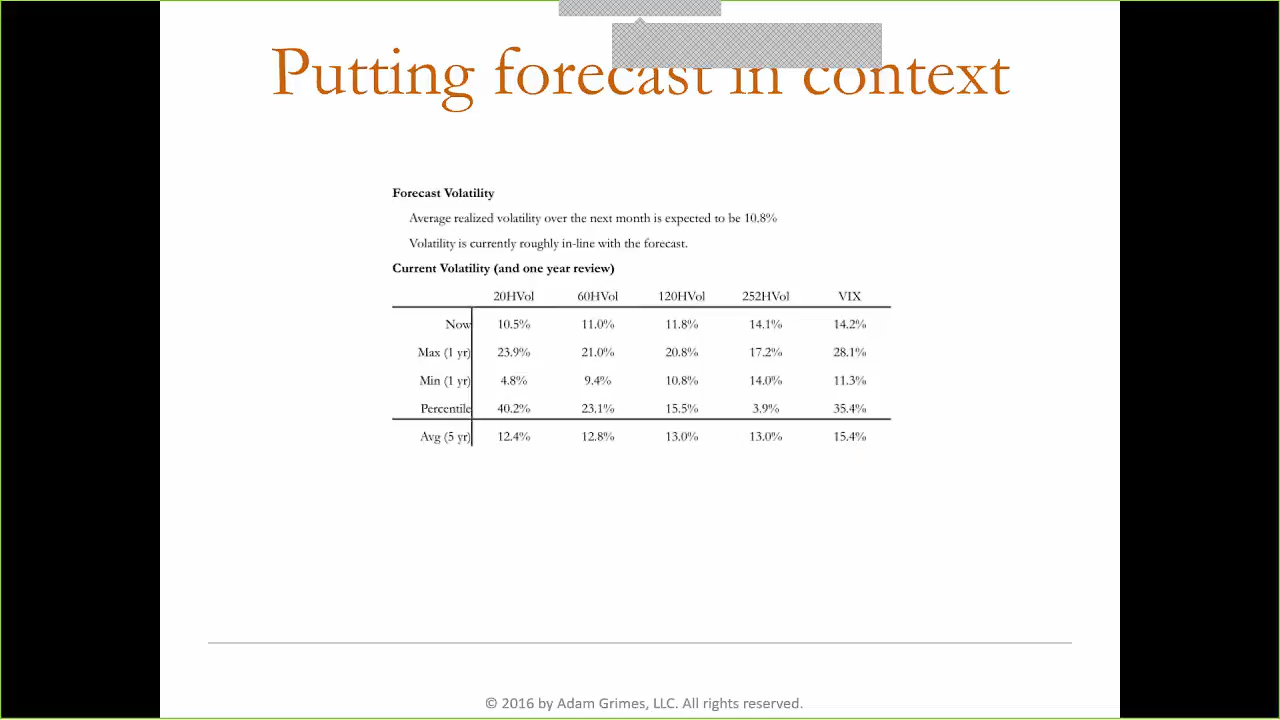 Putting forecast in context
Forecast Volatility
Average realized volatility over the next month is expected to be 10.8%
Volatility is currently roughly in-line with the forecast.
Current Volatility (and one year review)
20HVol 60HVol 120HVol 252HVol VIX
Now 10.5% 11.0% 11.8% 14.1% 14.2%
Max (1 yr) 23.9% 21.0% 20.8% 17.2% 28.1%
Min (1 yr) 4.8% 9.4% 10.8% 14.0% 11.3%
Percentile 40.2% 23.1% 15.5% 3.9% 35.4%
Avg (5 yr) 12.4% 12.8% 13.0% 13.0% 15.4%
© 2016 by Adam Grimes, LLC. All rights reserved.